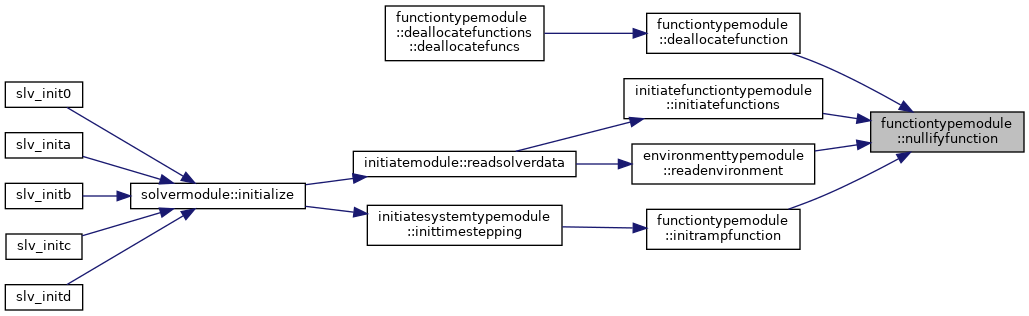 functiontypemodule
::deallocatefunctions
::deallocatefuncs
functiontypemodule
::deallocatefunction
slv_init0
initiatefunctiontypemodule
::initiatefunctions
slv_inita
functiontypemodule
::nullifyfunction
initiatemodule::readsolverdata
environmenttypemodule
::readenvironment
slv_initb
solvermodule::initialize
initiatesystemtypemodule
::inittimestepping
functiontypemodule
::initrampfunction
slv_initc
slv_initd